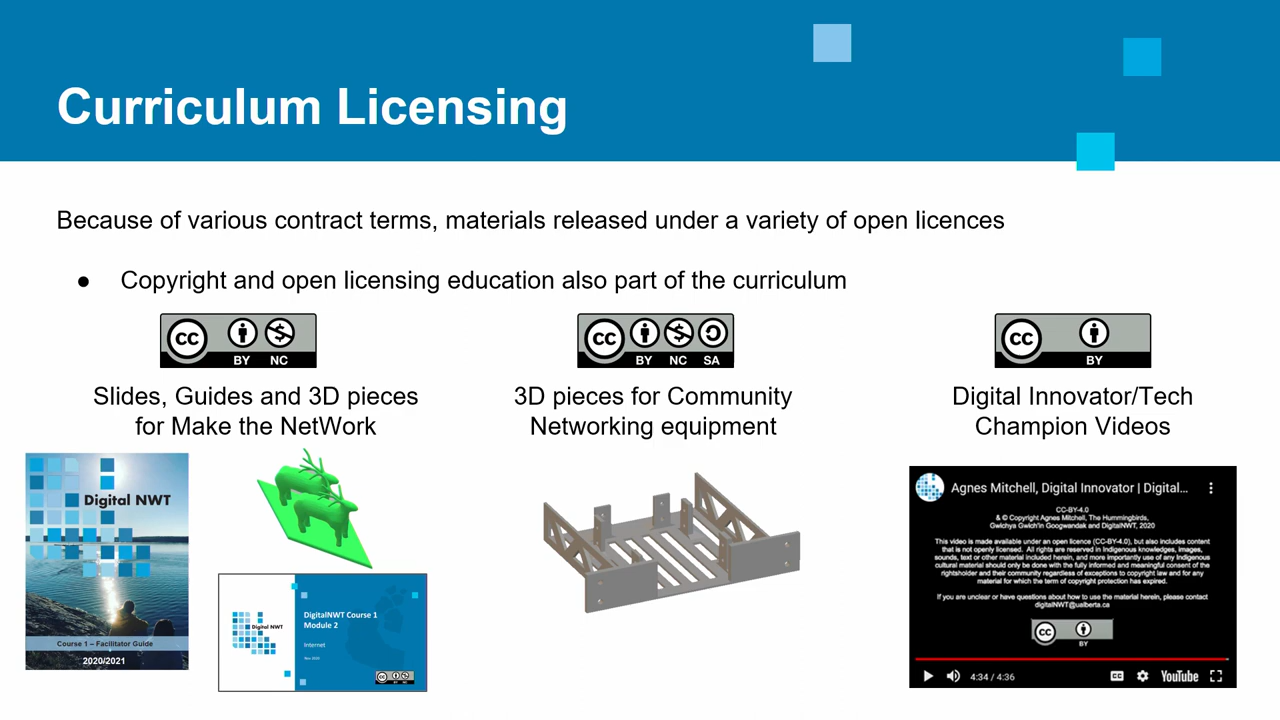 Curriculum Licensing
Because of various contract terms, materials released under a variety of open licences
● Copyright and open licensing education also part of the curriculum
cc BY NC
Slides, Guides and 3D pieces
for Make the NetWork
Digital NWT
Course 1 – Facilitator Guide
2020/2021
DigitalNWT Course 1
Module 2
Digital NWT
Internet
Nov 2020
cc BY NC
cc BY NC SA
3D pieces for Community
Networking equipment
cc BY
Digital Innovator/Tech
Champion Videos
Agnes Mitchell, Digital Innovator | Digital...
CC-BY-4.0
& © Copyright Agnes Mitchell, The Hummingbirds,
Gwichya Gwich'in Googwandak and DigitalNWT, 2020
This video is made available under an open licence (CC-BY-4.0), but also includes content
that is not openly licensed. All rights are reserved in Indigenous knowledges, images,
sounds, text or other material included herein, and more importantly use of any Indigenous
cultural material should only be done with the fully informed and meaningful consent of the
rightsholder and their community regardless of exceptions to copyright law and for any
material for which the term of copyright protection has expired.
If you are unclear or have questions about how to use the material herein, please contact
digitalNWT@ualberta.ca
cc BY
4:34 / 4:36
CC
YouTube